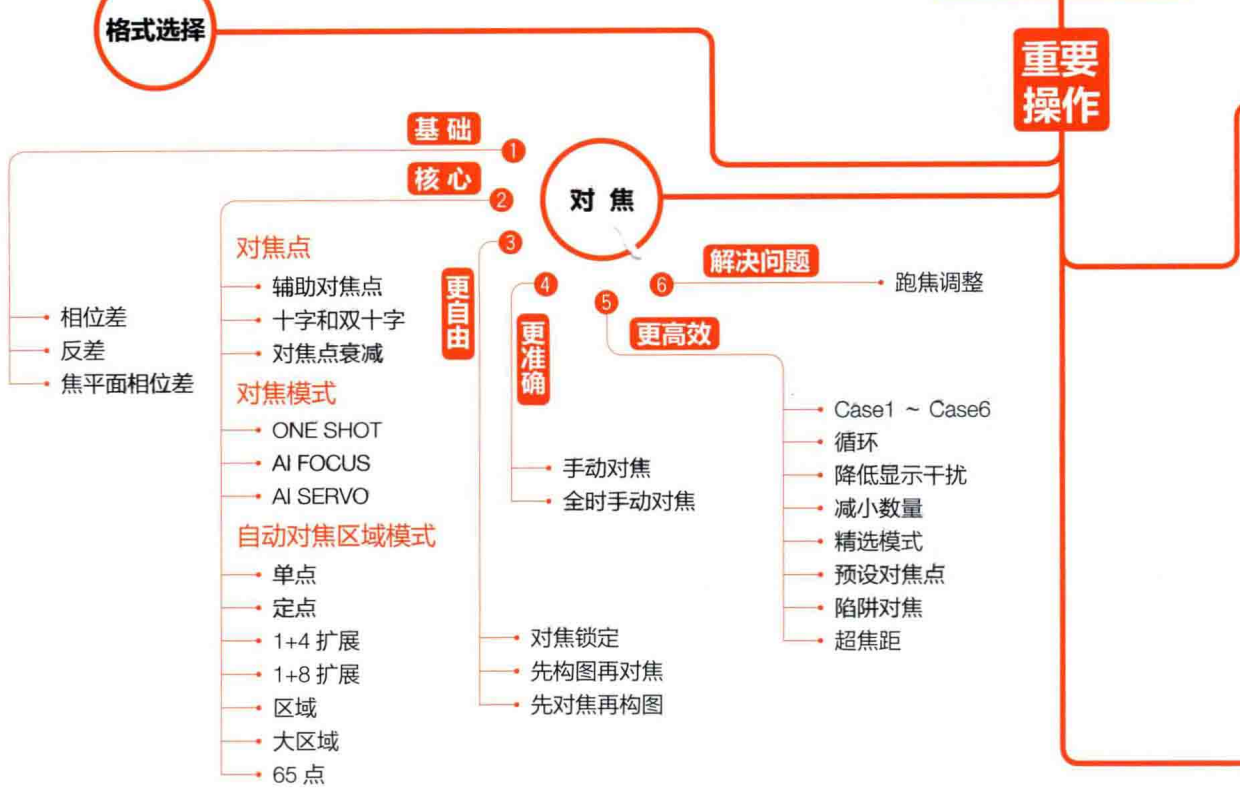 格式选择
重要
操作
对焦
基础
1
相位差
反差
焦平面相位差
核心
2
对焦点
辅助对焦点
十字和双十字
对焦点衰减
对焦模式
ONE SHOT
AI FOCUS
AI SERVO
自动对焦区域模式
单点
定点
1+4 扩展
1+8 扩展
区域
大区域
65 点
3
更自由
对焦锁定
先构图再对焦
先对焦再构图
4
更准确
手动对焦
全时手动对焦
5
更高效
Case1 ~ Case6
循环
降低显示干扰
减小数量
精选模式
预设对焦点
陷阱对焦
超焦距
6
解决问题
跑焦调整